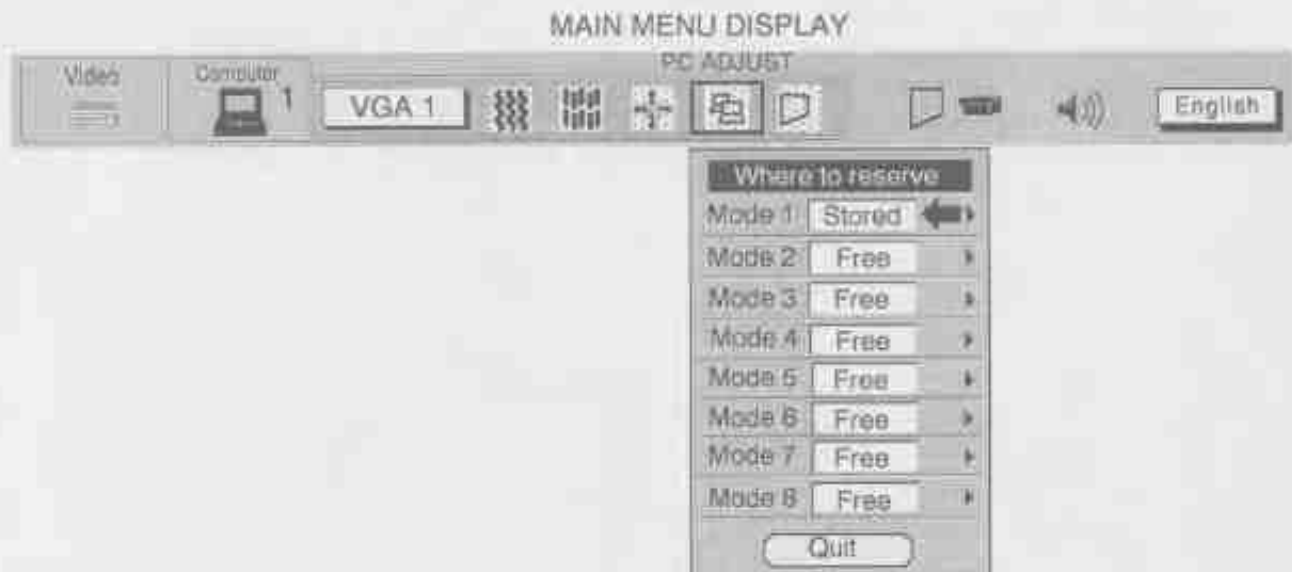 MAIN MENU DISPLAY
PC ADJUST
Video
Computer
1
VGA 1
English
Where to reserve
Mode 1 Stored
Mode 2 Free
Mode 3 Free
Mode 4 Free
Mode 5 Free
Mode 6 Free
Mode 7 Free
Mode 8 Free
Quit